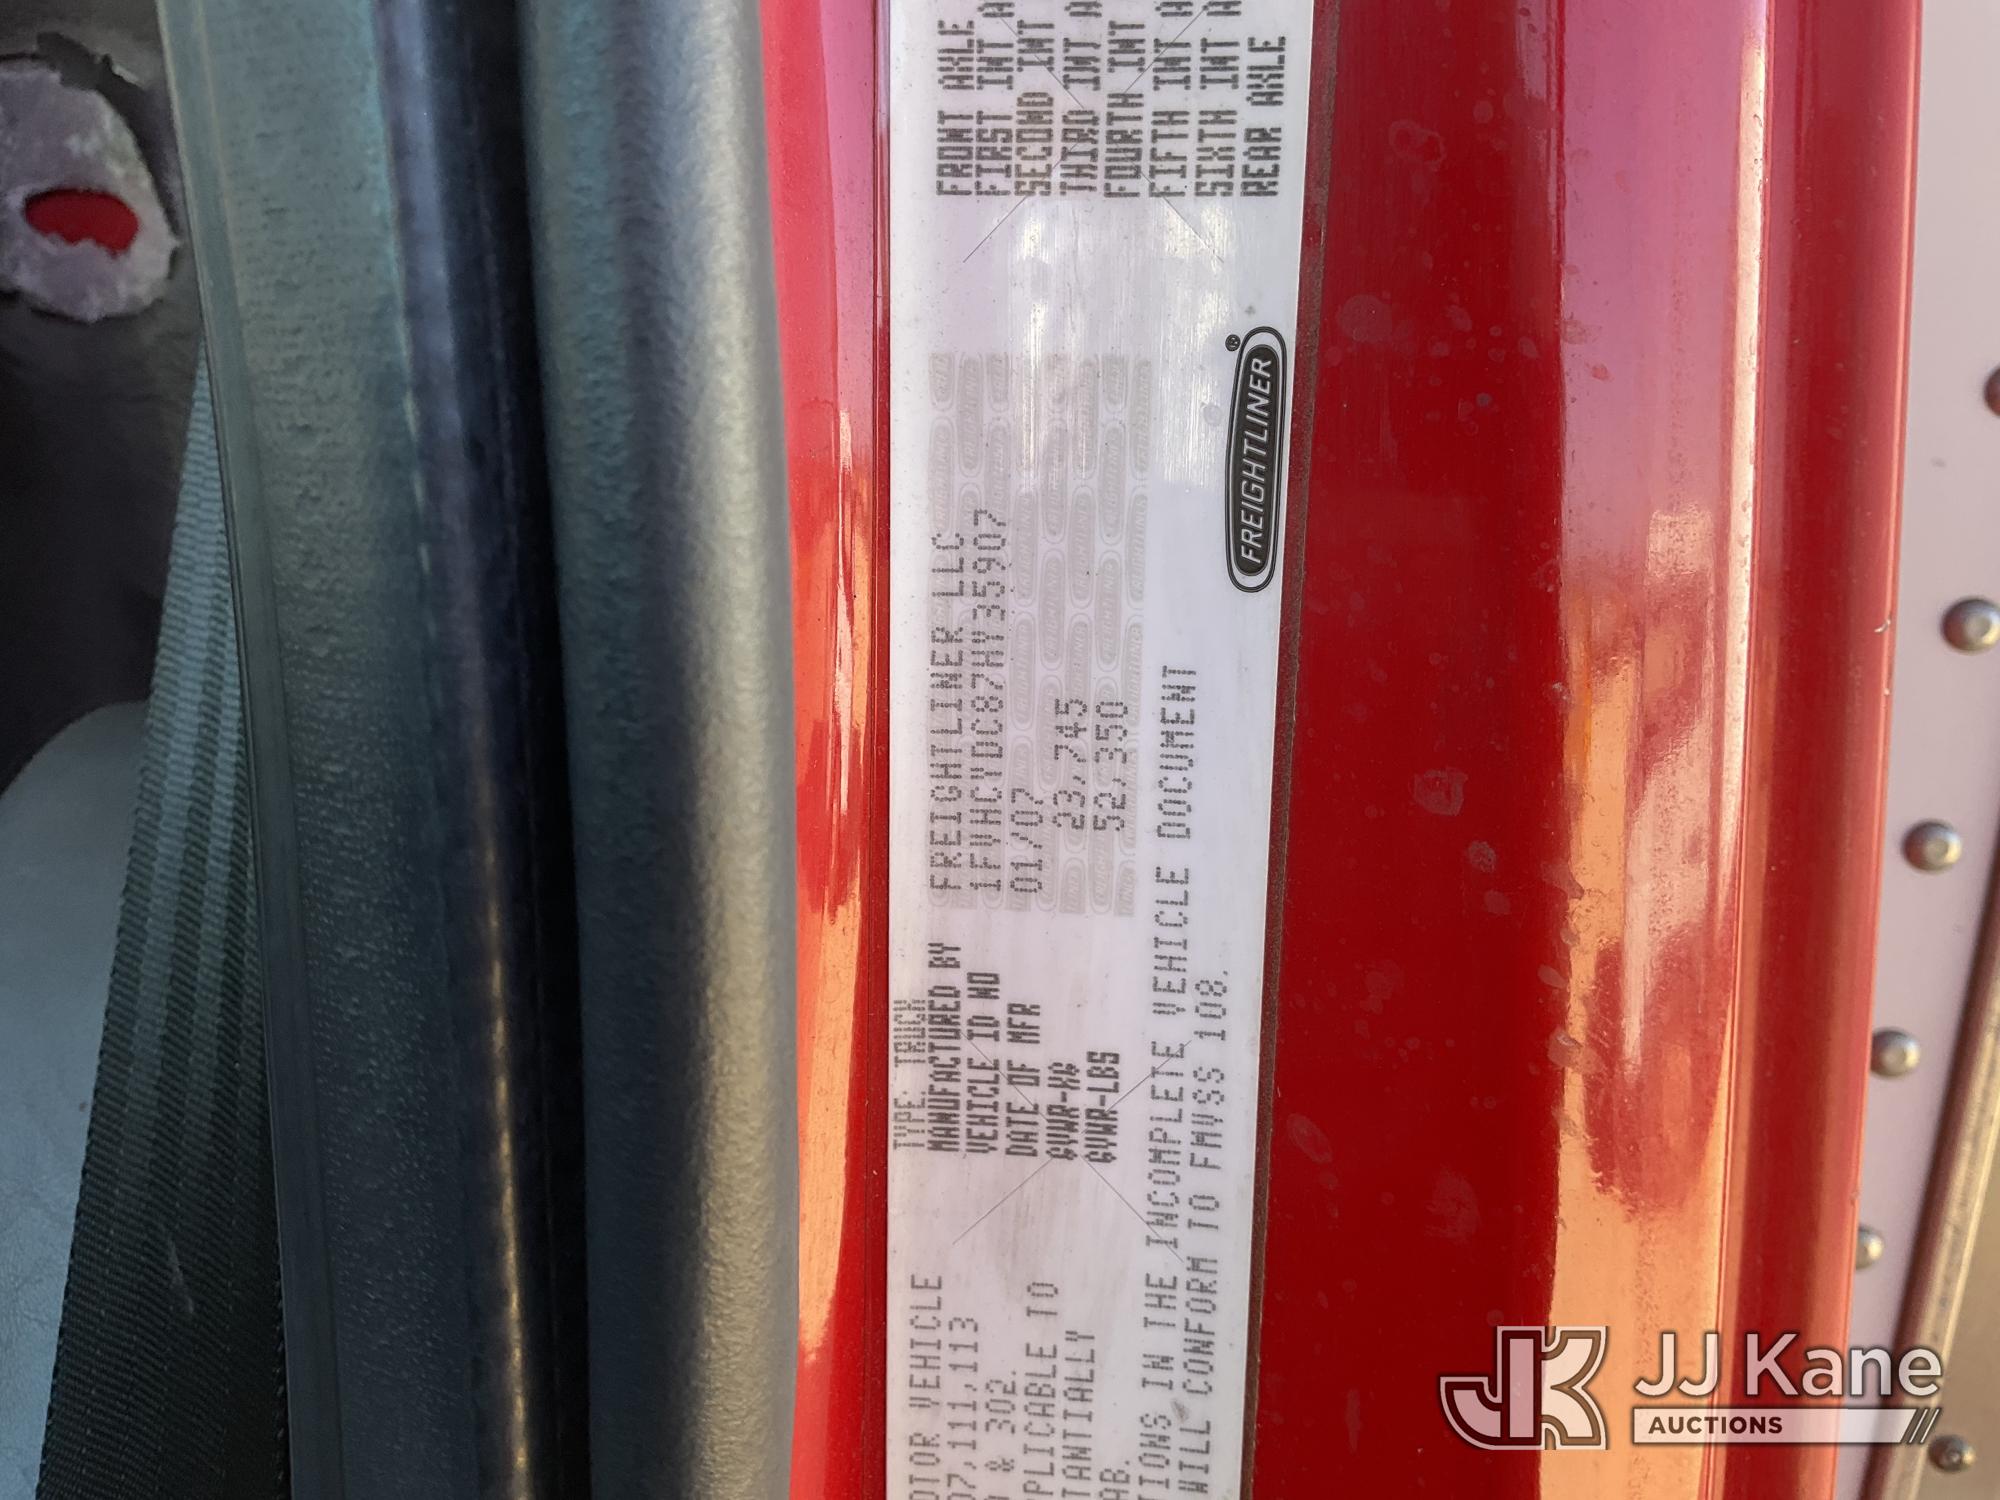 OTOR VEHICLE
07,111,113
& 302.
PPLICABLE TO
TANTIALLY
AB.
TYPE: TRUCK
MANUFACTURED BY FREIGHTLINER LLC
VEHICLE ID NO 1FVHCYDC87HY35907
DATE OF MFR 01/07
GVWR-KG 23,745
GVWR-LBS 52,350
TIONS IN THE INCOMPLETE VEHICLE DOCUMENT
WILL CONFORM TO FMVSS 108.
FREIGHTLINER®
FRONT AXLE
FIRST INT A
SECOND INT
THIRD INT A
FOURTH INT
FIFTH INT A
SIXTH INT A
REAR AXLE
JK JJ Kane
AUCTIONS